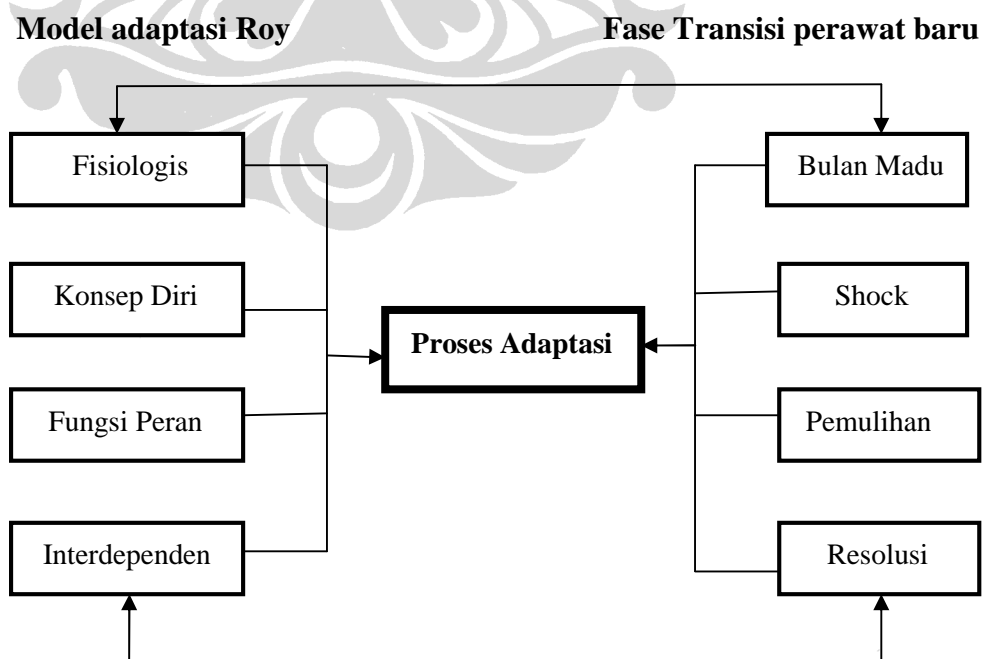 Model adaptasi Roy
Fase Transisi perawat baru
Fisiologis
Bulan Madu
Konsep Diri
Shock
Proses Adaptasi
Fungsi Peran
Pemulihan
Interdependen
Resolusi